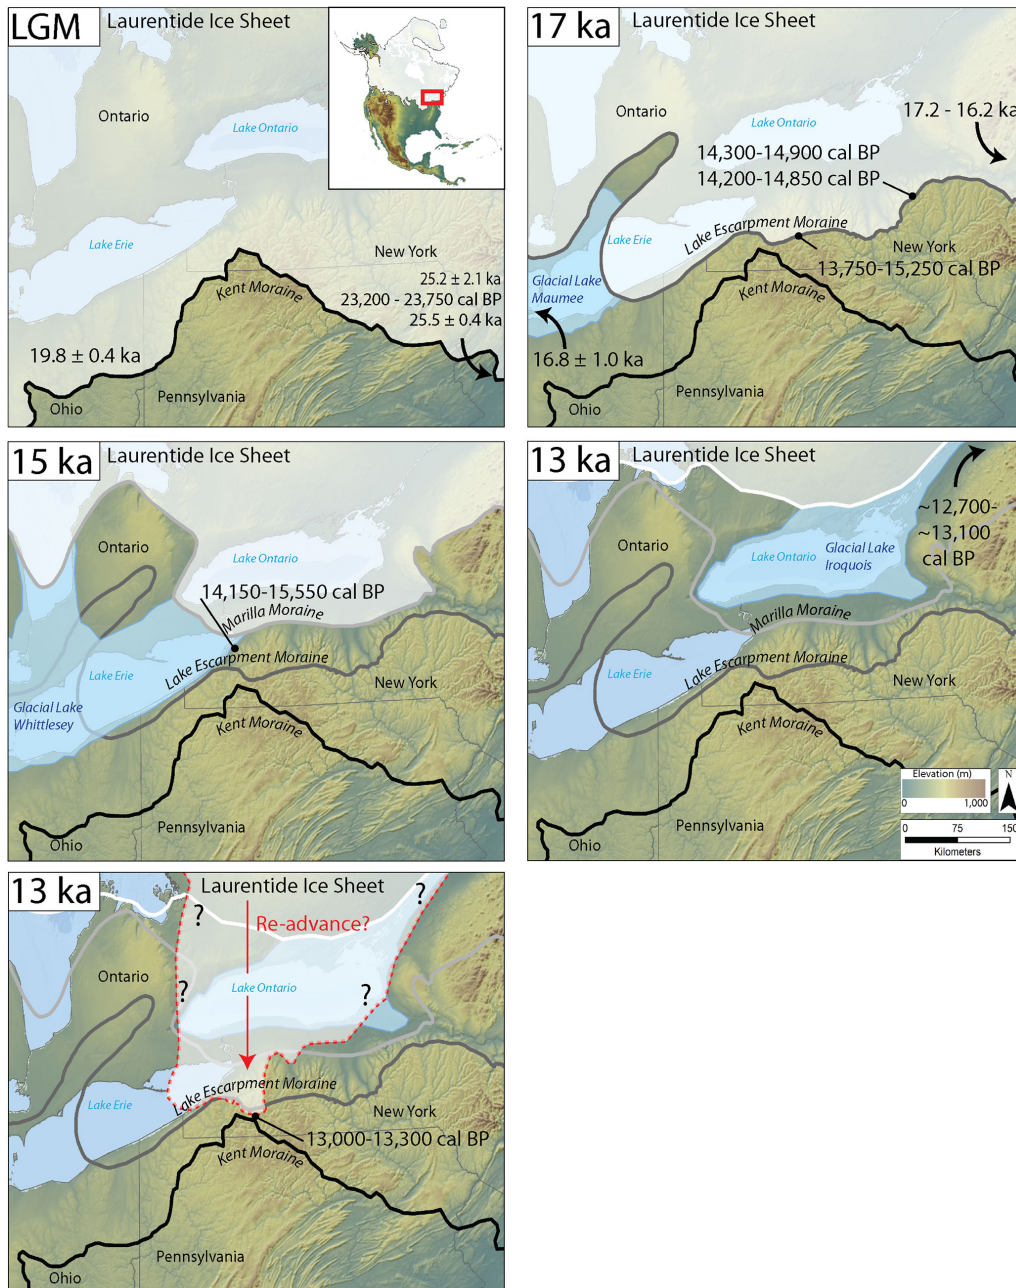 LGM
Laurentide Ice Sheet
Ontario
Lake Ontario
Lake Erie
New York
Kent Moraine
25.2 ± 2.1 ka
23,200 - 23,750 cal BP
25.5 ± 0.4 ka
19.8 ± 0.4 ka
Pennsylvania
Ohio
17 ka
Laurentide Ice Sheet
17.2 - 16.2 ka
Ontario
Lake Ontario
14,300-14,900 cal BP
14,200-14,850 cal BP
Lake Escarpment Moraine
Lake Erie
New York
13,750-15,250 cal BP
Glacial Lake
Maumee
Kent Moraine
16.8 ± 1.0 ka
Pennsylvania
Ohio
15 ka
Laurentide Ice Sheet
Ontario
Lake Ontario
14,150-15,550 cal BP
Marilla Moraine
Lake Escarpment Moraine
Lake Erie
New York
Glacial Lake
Whittlesey
Kent Moraine
Pennsylvania
Ohio
13 ka
Laurentide Ice Sheet
~12,700-
~13,100
cal BP
Ontario
Lake Ontario
Glacial Lake
Iroquois
Marilla Moraine
Lake Escarpment Moraine
Lake Erie
New York
Kent Moraine
Elevation (m)
0 1,000
N
0 75 150
Kilometers
Pennsylvania
Ohio
13 ka
Laurentide Ice Sheet
?
?
Re-advance?
Ontario
Lake Ontario
?
?
Lake Escarpment Moraine
Lake Erie
New York
13,000-13,300 cal BP
Kent Moraine
Pennsylvania
Ohio